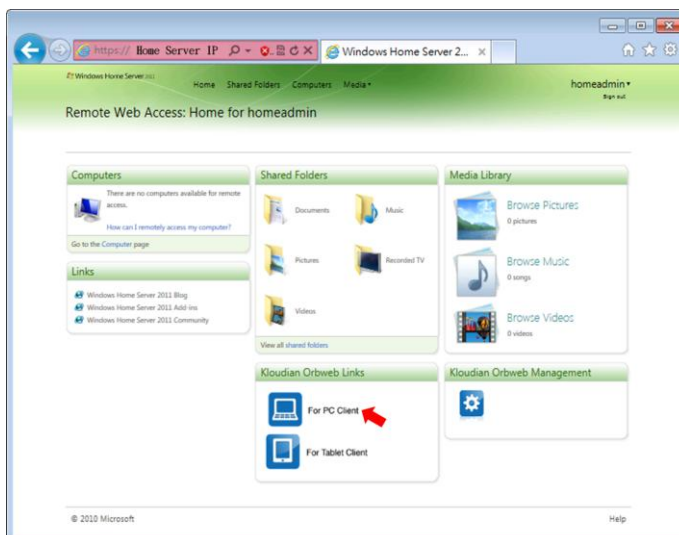 https:// Home Server IP
Windows Home Server 2...
Windows Home Server 2011
Home Shared Folders Computers Media
homeadmin
Sign out
Remote Web Access: Home for homeadmin
Computers
There are no computers available for remote
access.
How can I remotely access my computer?
Go to the Computer page
Links
Windows Home Server 2011 Blog
Windows Home Server 2011 Add-ins
Windows Home Server 2011 Community
Shared Folders
Documents
Music
Pictures
Recorded TV
Videos
View all shared folders
Media Library
Browse Pictures
0 pictures
Browse Music
0 songs
Browse Videos
0 videos
Kloudian Orbweb Links
For PC Client
For Tablet Client
Kloudian Orbweb Management
© 2010 Microsoft
Help